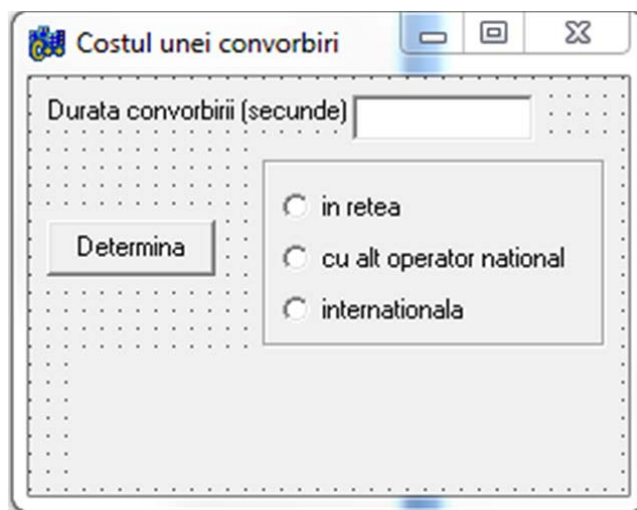 Costul unei convorbiri
Durata convorbirii (secunde)
in retea
Determina
cu alt operator national
internationala